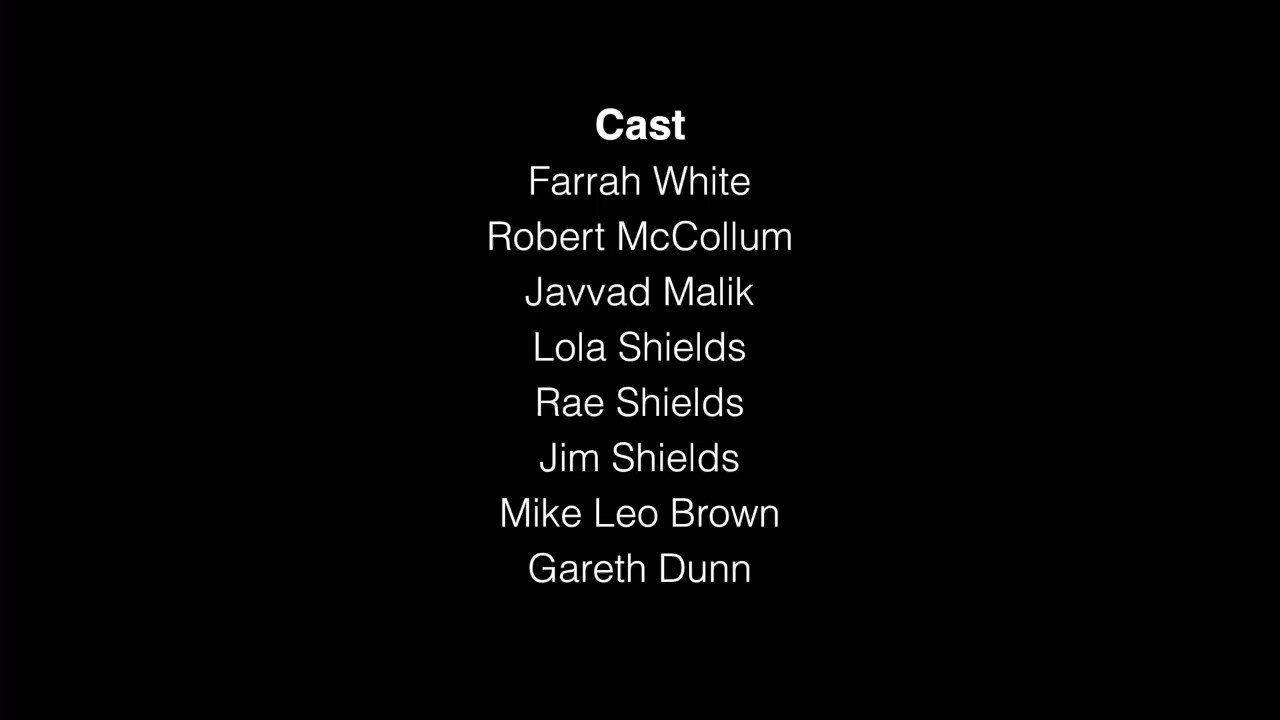 Cast
Farrah White
Robert McCollum
Javvad Malik
Lola Shields
Rae Shields
Jim Shields
Mike Leo Brown
Gareth Dunn